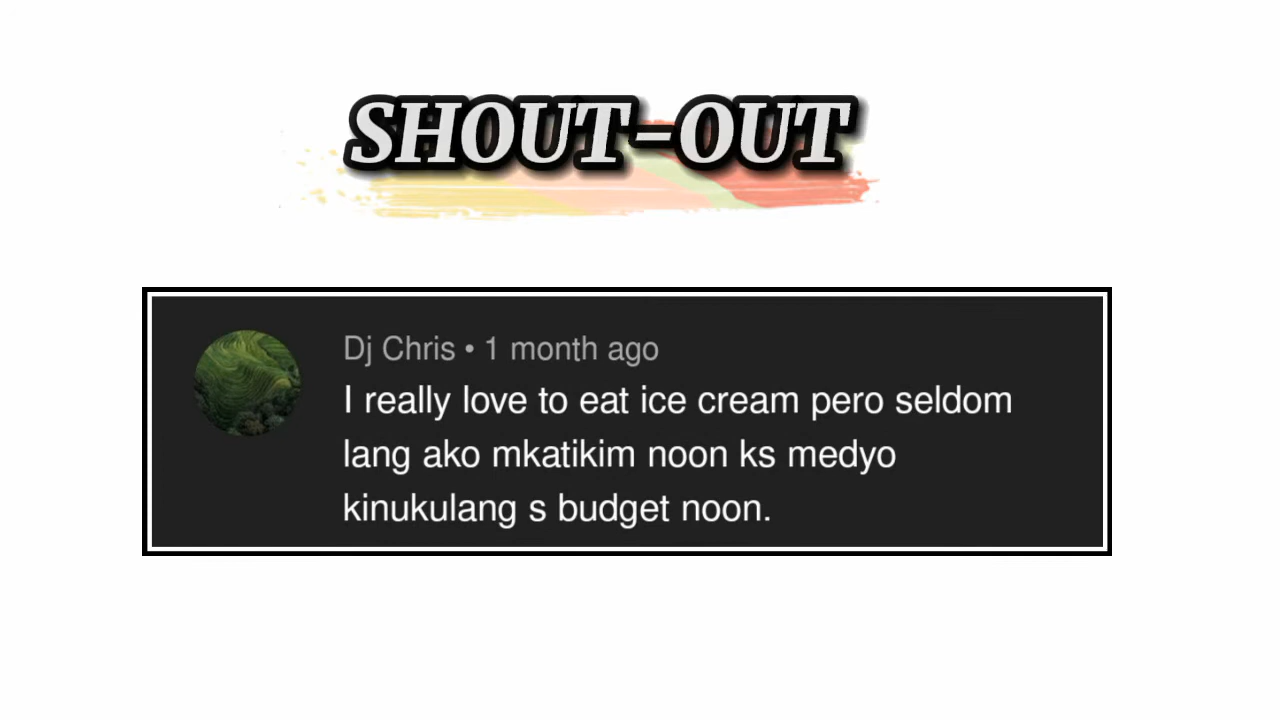 SHOUT-OUT
Dj Chris • 1 month ago
I really love to eat ice cream pero seldom
lang ako mkatikim noon ks medyo
kinukulang s budget noon.